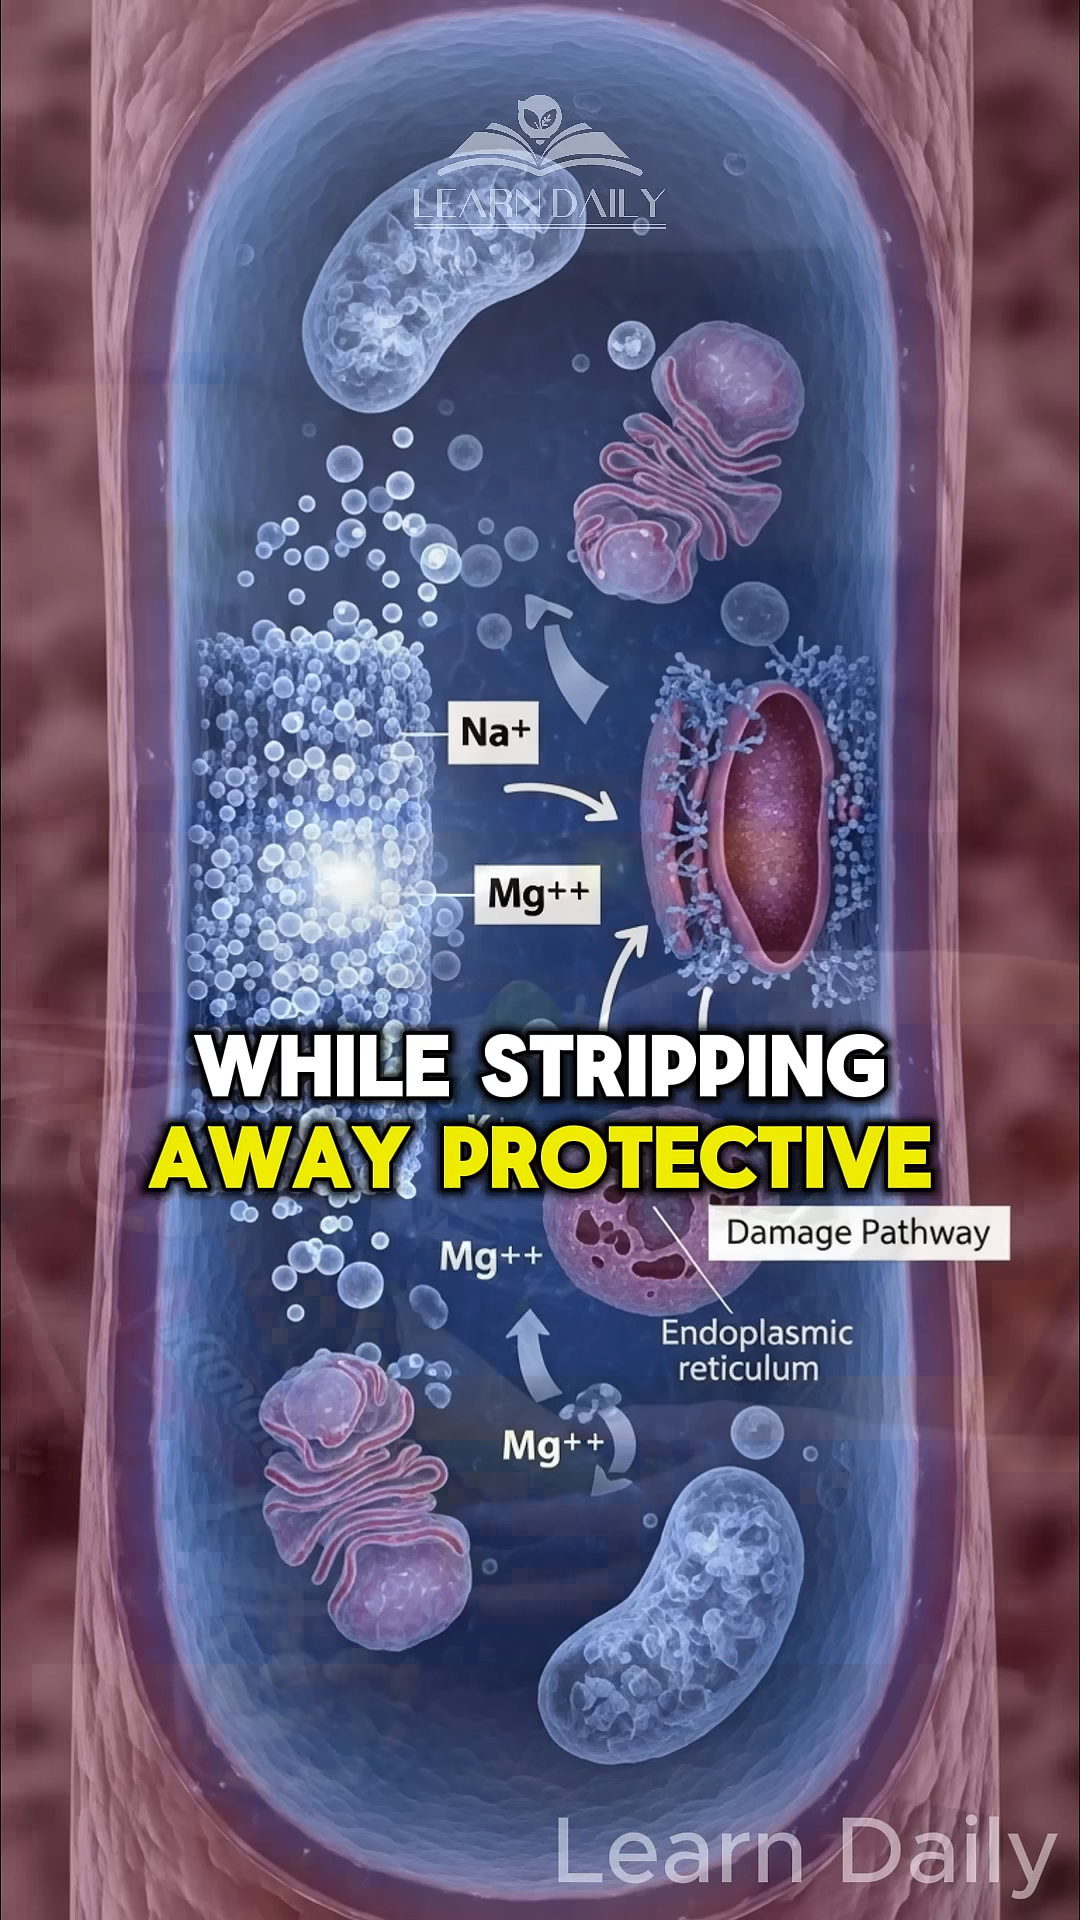 LEARN DAILY
Na+
Mg++
WHILE STRIPPING
AWAY PROTECTIVE
Damage Pathway
Mg++
Endoplasmic
reticulum
Mg++
Learn Daily